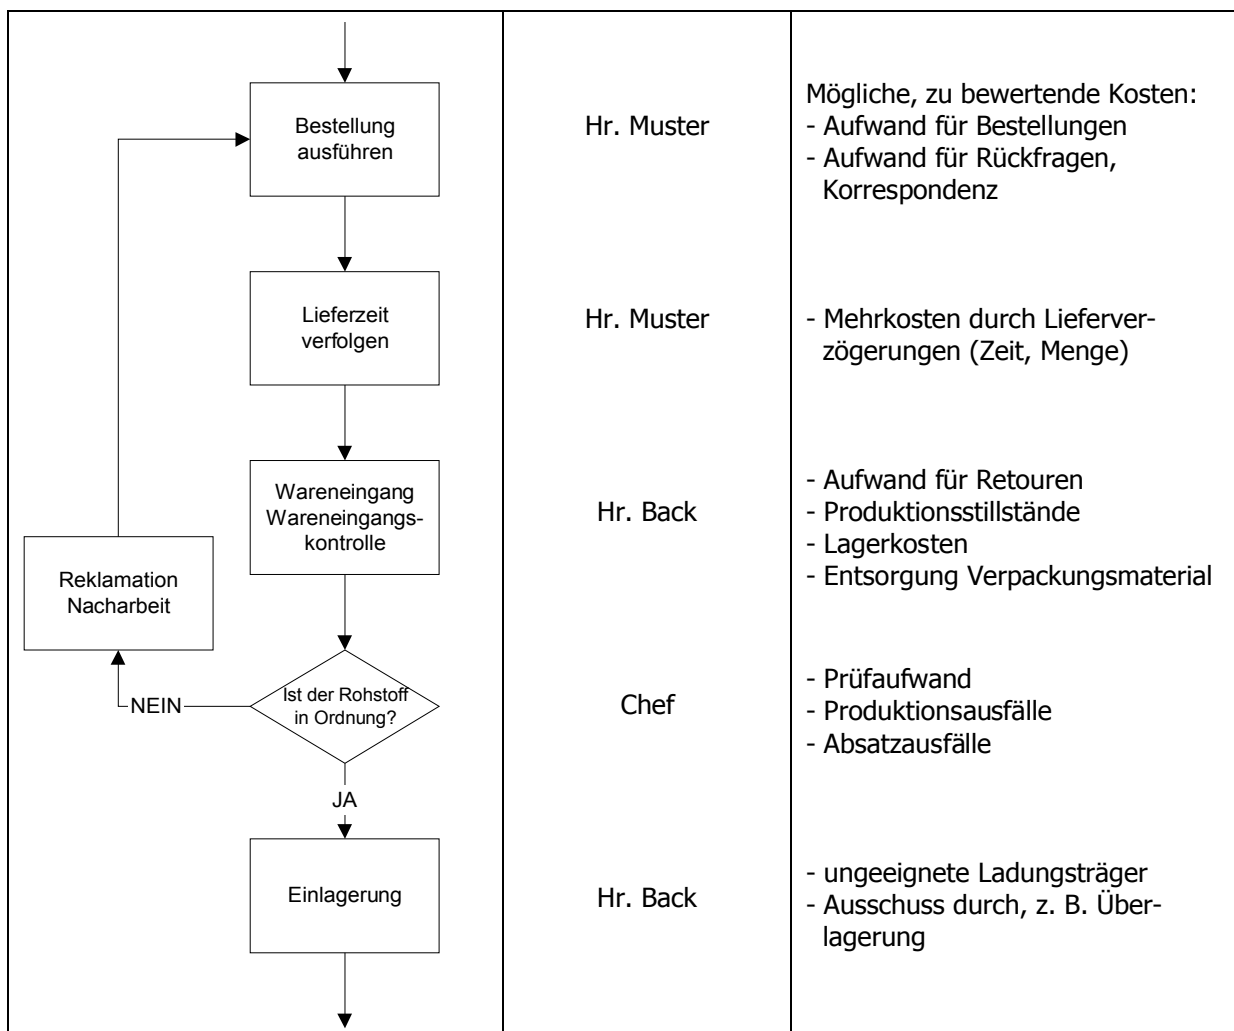 Bestellung
ausführen
Hr. Muster
Mögliche, zu bewertende Kosten:
- Aufwand für Bestellungen
- Aufwand für Rückfragen,
Korrespondenz
Lieferzeit
verfolgen
Hr. Muster
- Mehrkosten durch Lieferver-
zögerungen (Zeit, Menge)
Wareneingang
Wareneingangs-
kontrolle
Hr. Back
- Aufwand für Retouren
- Produktionsstillstände
- Lagerkosten
- Entsorgung Verpackungsmaterial
Reklamation
Nacharbeit
Ist der Rohstoff
in Ordnung?
NEIN
Chef
- Prüfaufwand
- Produktionsausfälle
- Absatzausfälle
JA
Einlagerung
Hr. Back
- ungeeignete Ladungsträger
- Ausschuss durch, z. B. Über-
lagerung